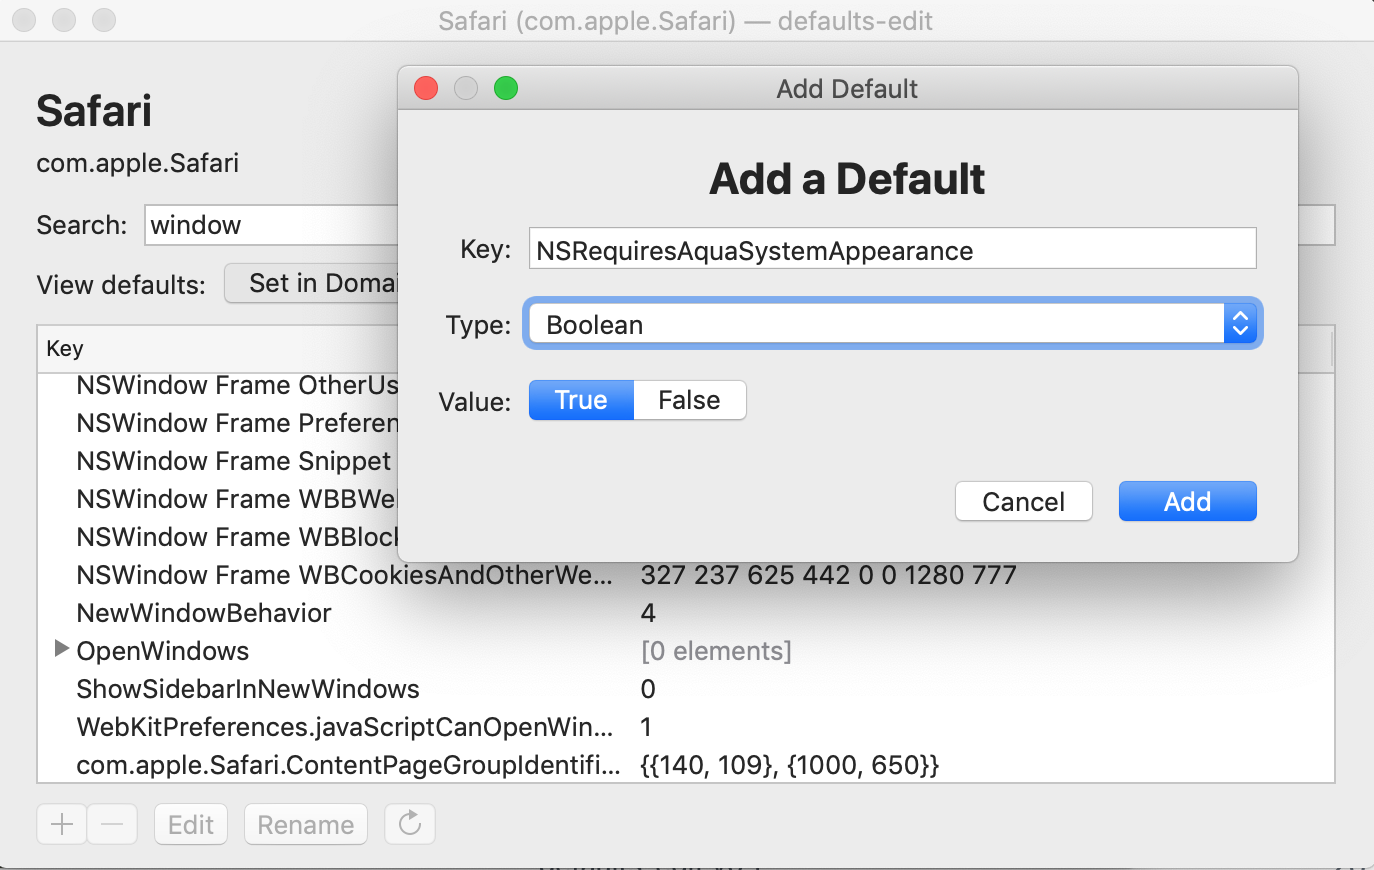 Safari (com.apple.Safari) — defaults-edit
Safari
com.apple.Safari
Search: window
View defaults: Set in Domai
Key
NSWindow Frame OtherUs
NSWindow Frame Preferen
NSWindow Frame Snippet
NSWindow Frame WBBWe
NSWindow Frame WBBlock
NSWindow Frame WBCookiesAndOtherWe... 327 237 625 442 0 0 1280 777
NewWindowBehavior 4
OpenWindows [0 elements]
ShowSidebarInNewWindows 0
WebKitPreferences.javaScriptCanOpenWin... 1
com.apple.Safari.ContentPageGroupIdentifi... {{140, 109}, {1000, 650}}
Edit Rename
Add Default
Add a Default
Key: NSRequiresAquaSystemAppearance
Type: Boolean
Value: True False
Cancel Add